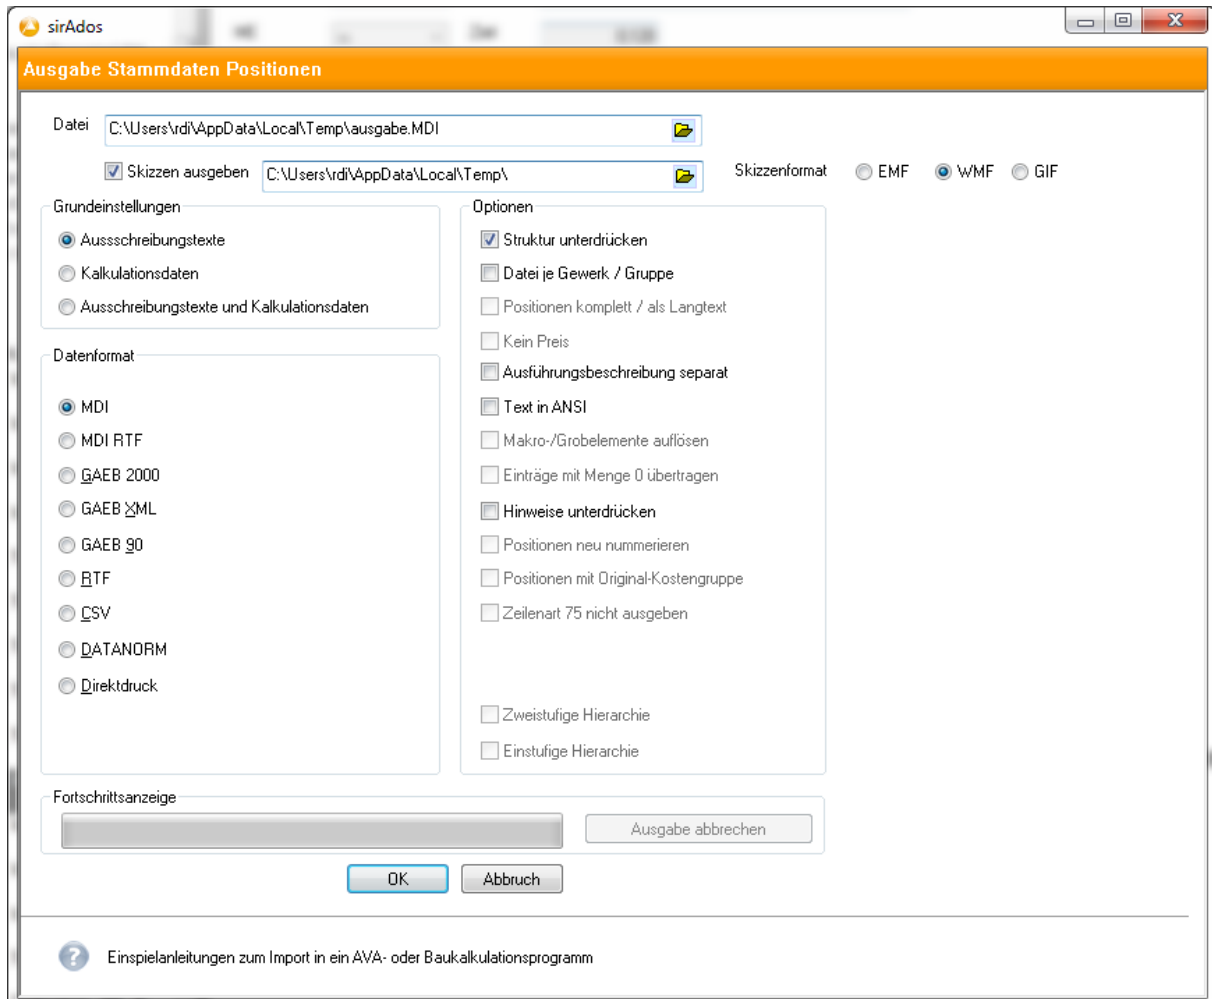 sirAdos
Ausgabe Stammdaten Positionen
Datei C:\Users\rdi\AppData\Local\Temp\ausgabe.MDI
Skizzen ausgeben C:\Users\rdi\AppData\Local\Temp\ Skizzenformat EMF WMF GIF
Grundeinstellungen
Aussschreibungstexte
Kalkulationsdaten
Ausschreibungstexte und Kalkulationsdaten
Datenformat
MDI
MDI RTF
GAEB 2000
GAEB XML
GAEB 90
RTF
CSV
DATANORM
Direktdruck
Optionen
Struktur unterdrücken
Datei je Gewerk / Gruppe
Positionen komplett / als Langtext
Kein Preis
Ausführungsbeschreibung separat
Text in ANSI
Makro-/Grobelemente auflösen
Einträge mit Menge 0 übertragen
Hinweise unterdrücken
Positionen neu nummerieren
Positionen mit Original-Kostengruppe
Zeilenart 75 nicht ausgeben
Zweistufige Hierarchie
Einstufige Hierarchie
Fortschrittsanzeige
Ausgabe abbrechen
OK Abbruch
Einspielanleitungen zum Import in ein AVA- oder Baukalkulationsprogramm